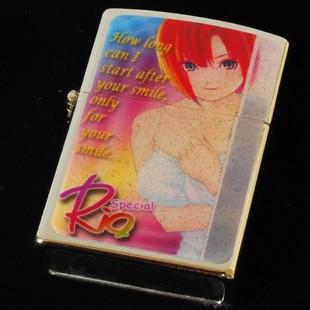 How long
can I
start after
your smile,
only
for
your
smile
Special
Rio